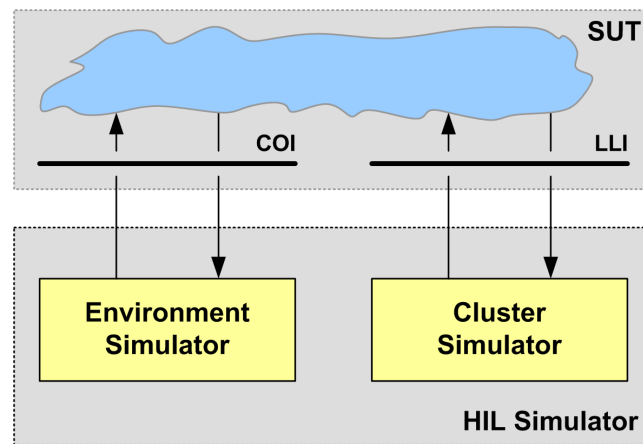 SUT
COI
LLI
Environment
Simulator
Cluster
Simulator
HIL Simulator